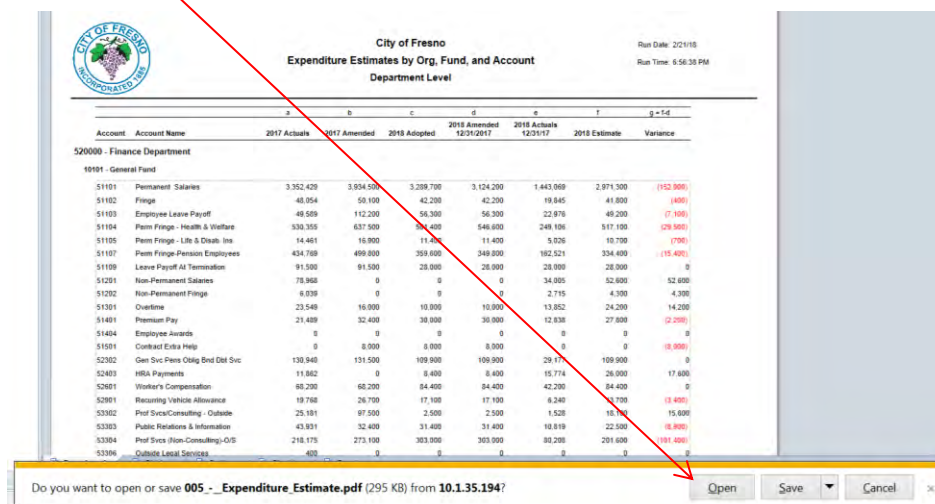 CITY OF FRESNO
INCORPORATED 1885
City of Fresno
Expenditure Estimates by Org, Fund, and Account
Department Level
Run Date: 2/21/18
Run Time: 6:56:38 PM
a b c d e f g = f-d
Account Account Name 2017 Actuals 2017 Amended 2018 Adopted 2018 Amended 12/31/2017 2018 Actuals 12/31/17 2018 Estimate Variance
520000 - Finance Department
10101 - General Fund
51101 Permanent Salaries 3,352,429 3,934,500 3,289,700 3,124,200 1,443,069 2,971,300 (152,900)
51102 Fringe 48,054 50,100 42,200 42,200 19,845 41,800 (400)
51103 Employee Leave Payoff 49,589 112,200 56,300 56,300 22,976 49,200 (7,100)
51104 Perm Fringe - Health & Welfare 530,355 637,500 546,600 249,106 517,100 (29,500)
51105 Perm Fringe - Life & Disab. Ins 14,461 16,900 11,400 11,400 5,026 10,700 (700)
51107 Perm Fringe-Pension Employees 434,769 499,800 359,600 349,800 182,521 334,400 (15,400)
51109 Leave Payoff At Termination 91,500 91,500 28,000 28,000 28,000 28,000 0
51201 Non-Permanent Salaries 78,968 0 0 0 34,005 52,600 52,600
51202 Non-Permanent Fringe 6,039 0 0 0 2,715 4,300 4,300
51301 Overtime 23,549 16,000 10,000 10,000 13,852 24,200 14,200
51401 Premium Pay 21,489 32,400 30,000 30,000 12,838 27,800 (2,200)
51404 Employee Awards 0 0 0 0 0 0 0
51501 Contract Extra Help 0 8,000 8,000 8,000 0 0 (8,000)
52302 Gen Svc Pens Oblig Bnd Dbt Svc 130,940 131,500 109,900 109,900 109,900 0
52403 HRA Payments 11,862 0 8,400 8,400 15,774 26,000 17,600
52601 Worker's Compensation 68,200 68,200 84,400 84,400 42,200 84,400 0
52901 Recurring Vehicle Allowance 19,768 26,700 17,100 17,100 6,240 13,700 (3,400)
53302 Prof Svcs/Consulting - Outside 25,181 97,500 2,500 2,500 1,528 18,100 15,600
53303 Public Relations & Information 43,931 32,400 31,400 31,400 10,819 22,500 (8,900)
53304 Prof Svcs (Non-Consulting)-O/S 218,175 273,100 303,000 303,000 80,208 201,600 (101,400)
53306 Outside Legal Services 400 0 0 0 0 0 0
Do you want to open or save 005_-_Expenditure_Estimate.pdf (295 KB) from 10.1.35.194?
Open Save Cancel